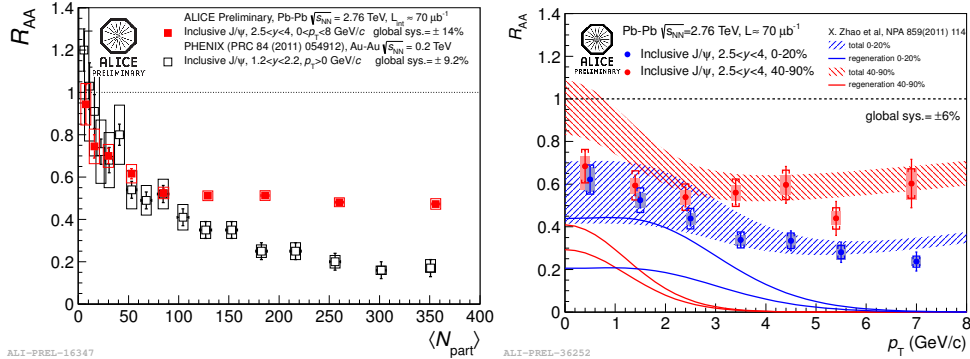 R_AA
1.4
1.2
1
0.8
0.6
0.4
0.2
0
0 50 100 150 200 250 300 350 400
⟨N_part⟩
ALICE
PRELIMINARY
ALICE Preliminary, Pb-Pb √s_NN = 2.76 TeV, L_int ≈ 70 μb⁻¹
Inclusive J/ψ, 2.5<y<4, 0<p_T<8 GeV/c global sys.= ± 14%
PHENIX (PRC 84 (2011) 054912), Au-Au √s_NN = 0.2 TeV
Inclusive J/ψ, 1.2<y<2.2, p_T>0 GeV/c global sys.= ± 9.2%
ALI-PREL-16347
R_AA
1.4
1.2
1
0.8
0.6
0.4
0.2
0
0 1 2 3 4 5 6 7 8
p_T (GeV/c)
ALICE
PRELIMINARY
Pb-Pb √s_NN=2.76 TeV, L≈ 70 μb⁻¹
Inclusive J/ψ, 2.5<y<4, 0-20%
Inclusive J/ψ, 2.5<y<4, 40-90%
X. Zhao et al, NPA 859(2011) 114
total 0-20%
regeneration 0-20%
total 40-90%
regeneration 40-90%
global sys.= ±6%
ALI-PREL-36252